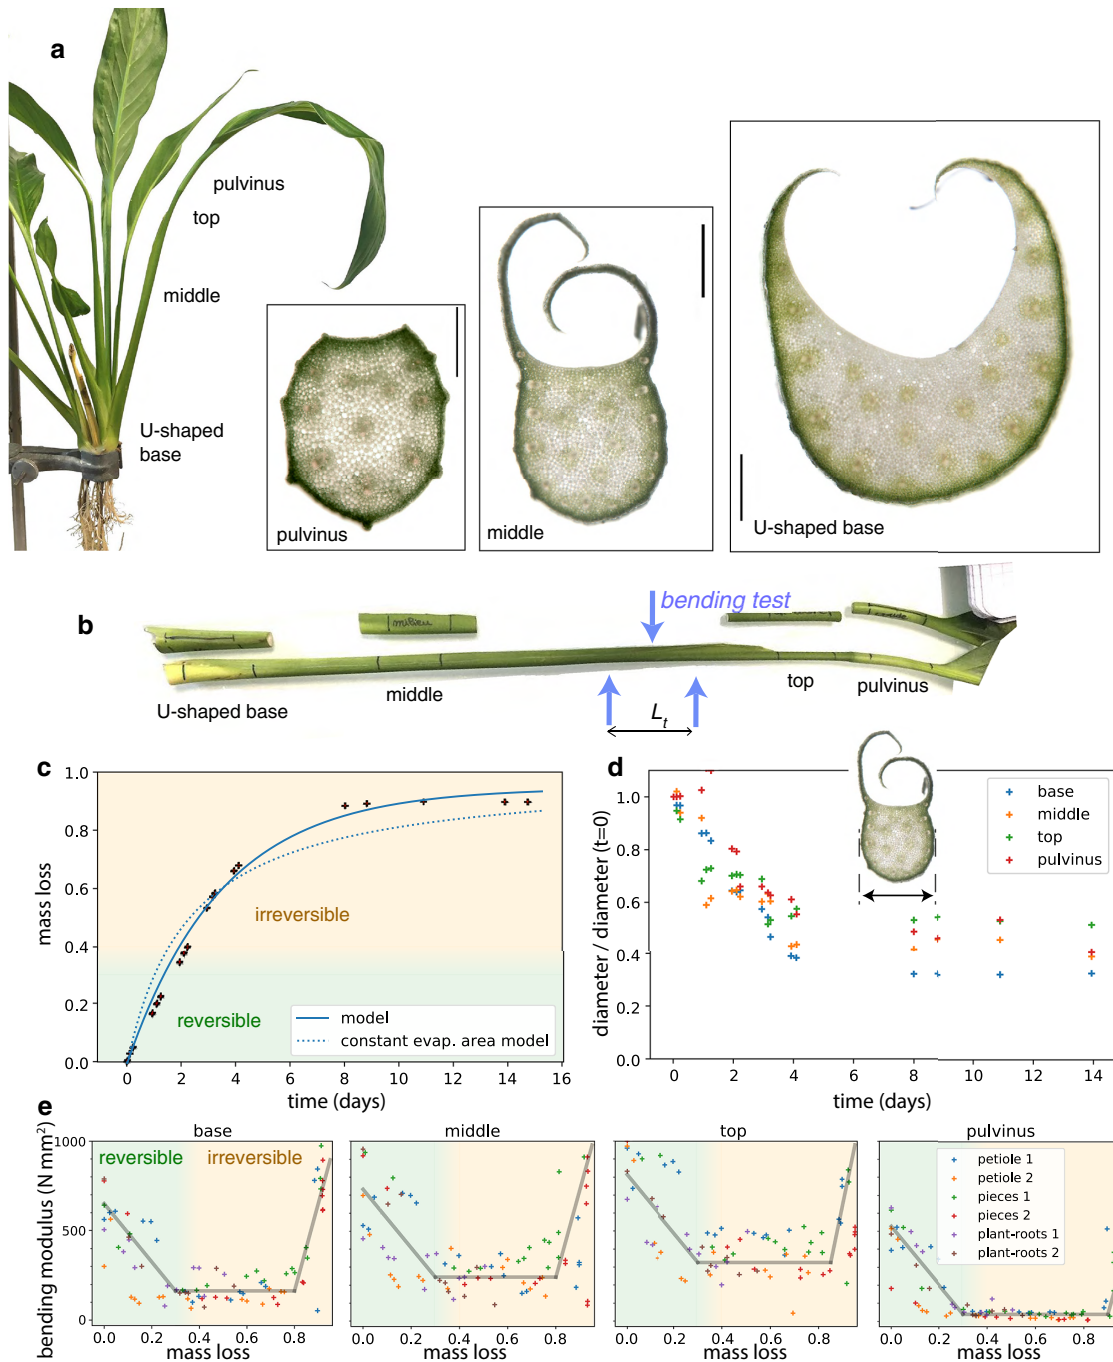 a
pulvinus
top
middle
U-shaped
base
pulvinus
middle
U-shaped base
b
bending test
milieu
U-shaped base
middle
top
pulvinus
L_t
c
1.0
0.8
0.6
0.4
0.2
0.0
mass loss
irreversible
reversible
model
constant evap. area model
0 2 4 6 8 10 12 14 16
time (days)
d
1.0
0.8
0.6
0.4
0.2
0.0
diameter / diameter (t=0)
base
middle
top
pulvinus
0 2 4 6 8 10 12 14
time (days)
e
bending modulus (N mm²)
1000
500
0
base
reversible irreversible
0.0 0.2 0.4 0.6 0.8
mass loss
middle
0.0 0.2 0.4 0.6 0.8
mass loss
top
0.0 0.2 0.4 0.6 0.8
mass loss
pulvinus
petiole 1
petiole 2
pieces 1
pieces 2
plant-roots 1
plant-roots 2
0.0 0.2 0.4 0.6 0.8
mass loss